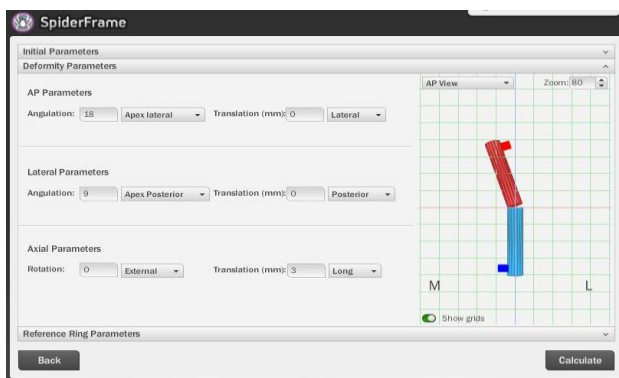 SpiderFrame
Initial Parameters
Deformity Parameters
AP Parameters
Angulation: 18 Apex lateral Translation (mm): 0 Lateral
Lateral Parameters
Angulation: 9 Apex Posterior Translation (mm): 0 Posterior
Axial Parameters
Rotation: 0 External Translation (mm): 3 Long
AP View Zoom: 80
M L
Show grids
Reference Ring Parameters
Back Calculate